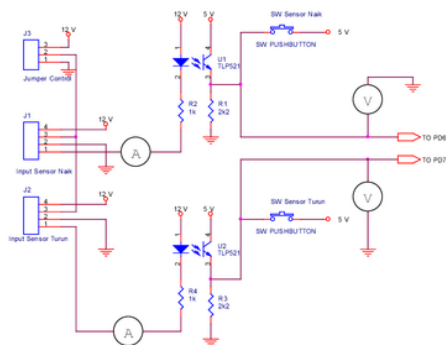 J3
3
2
1
Jumper Control
12 V
12 V
5 V
1
4
2
3
U1
TLP521
R2
1k
R1
2k2
SW Sensor Naik
SW PUSHBUTTON
5 V
V
TO PD6
TO PD7
J1
4
3
2
1
Input Sensor Naik
12 V
A
J2
4
3
2
1
Input Sensor Turun
12 V
12 V
5 V
1
4
2
3
U2
TLP521
R4
1k
R3
2k2
SW Sensor Turun
SW PUSHBUTTON
5 V
V
A